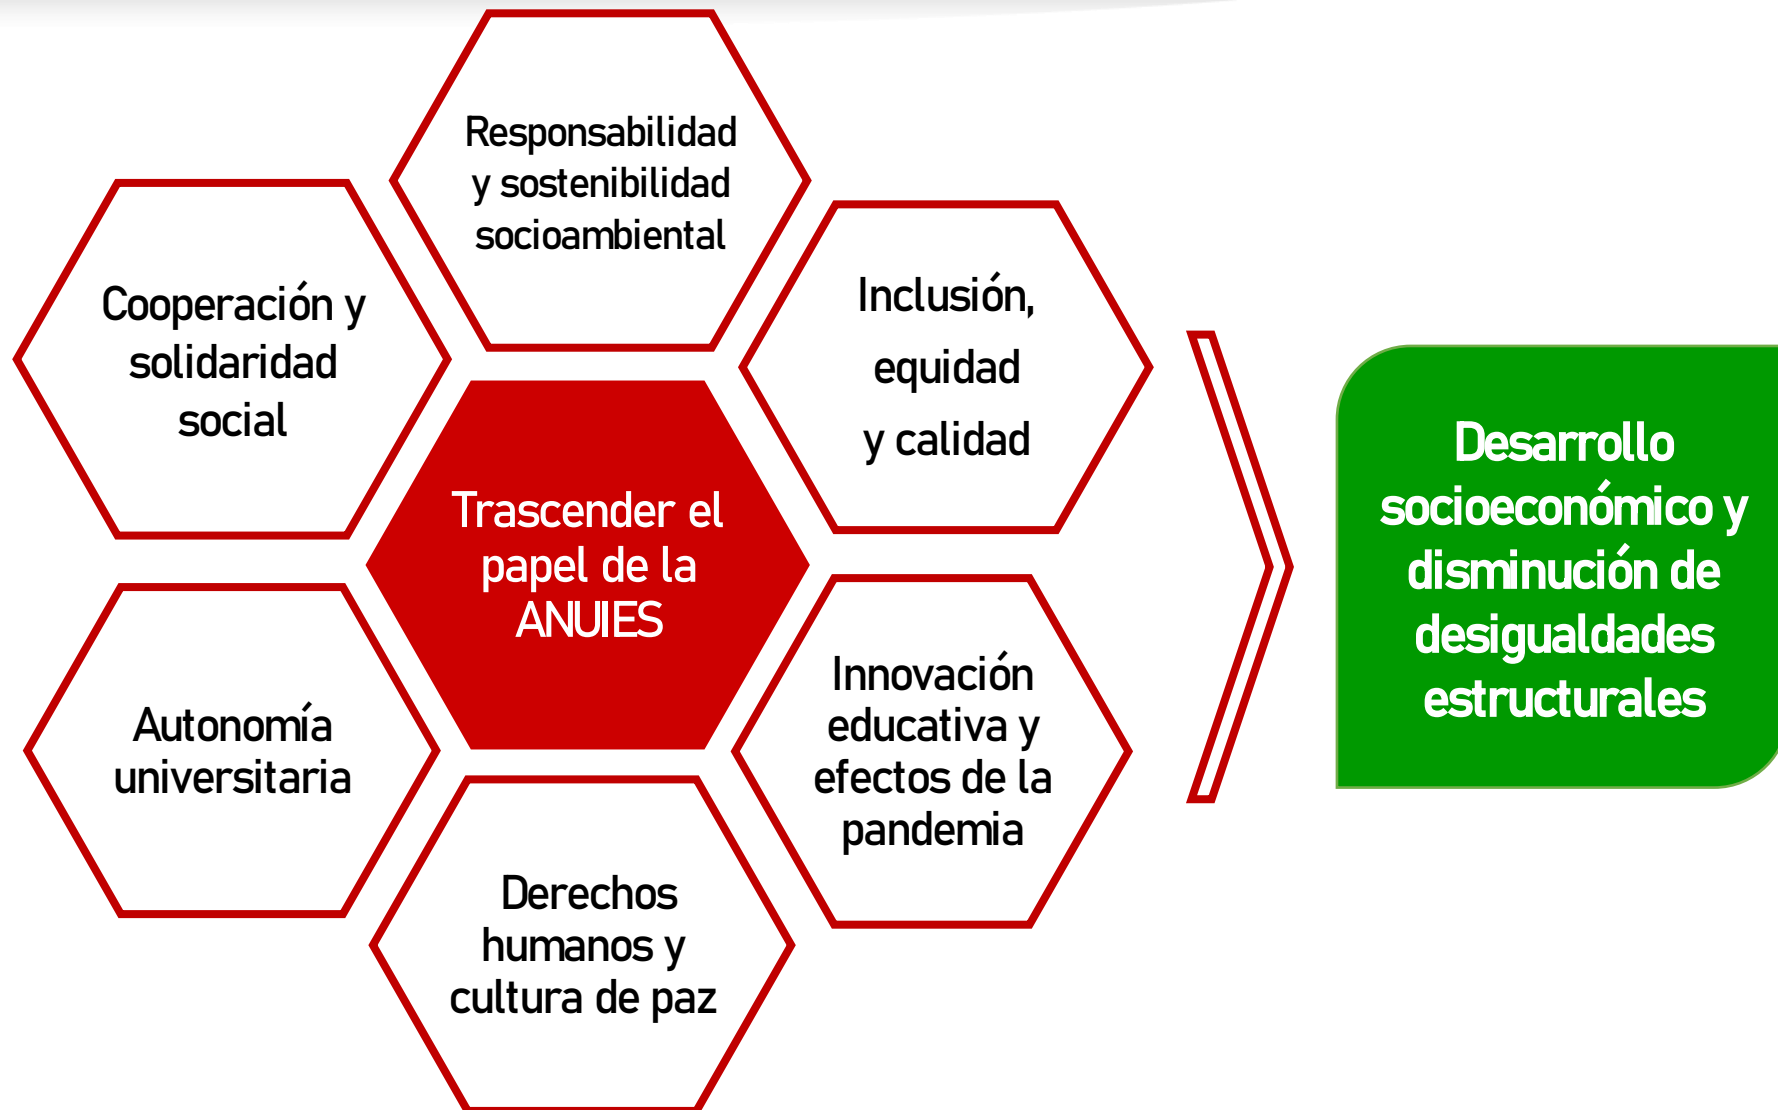 Responsabilidad
y sostenibilidad
socioambiental
Cooperación y
solidaridad
social
Inclusión,
equidad
y calidad
Trascender el
papel de la
ANUIES
Autonomía
universitaria
Innovación
educativa y
efectos de la
pandemia
Derechos
humanos y
cultura de paz
Desarrollo
socioeconómico y
disminución de
desigualdades
estructurales